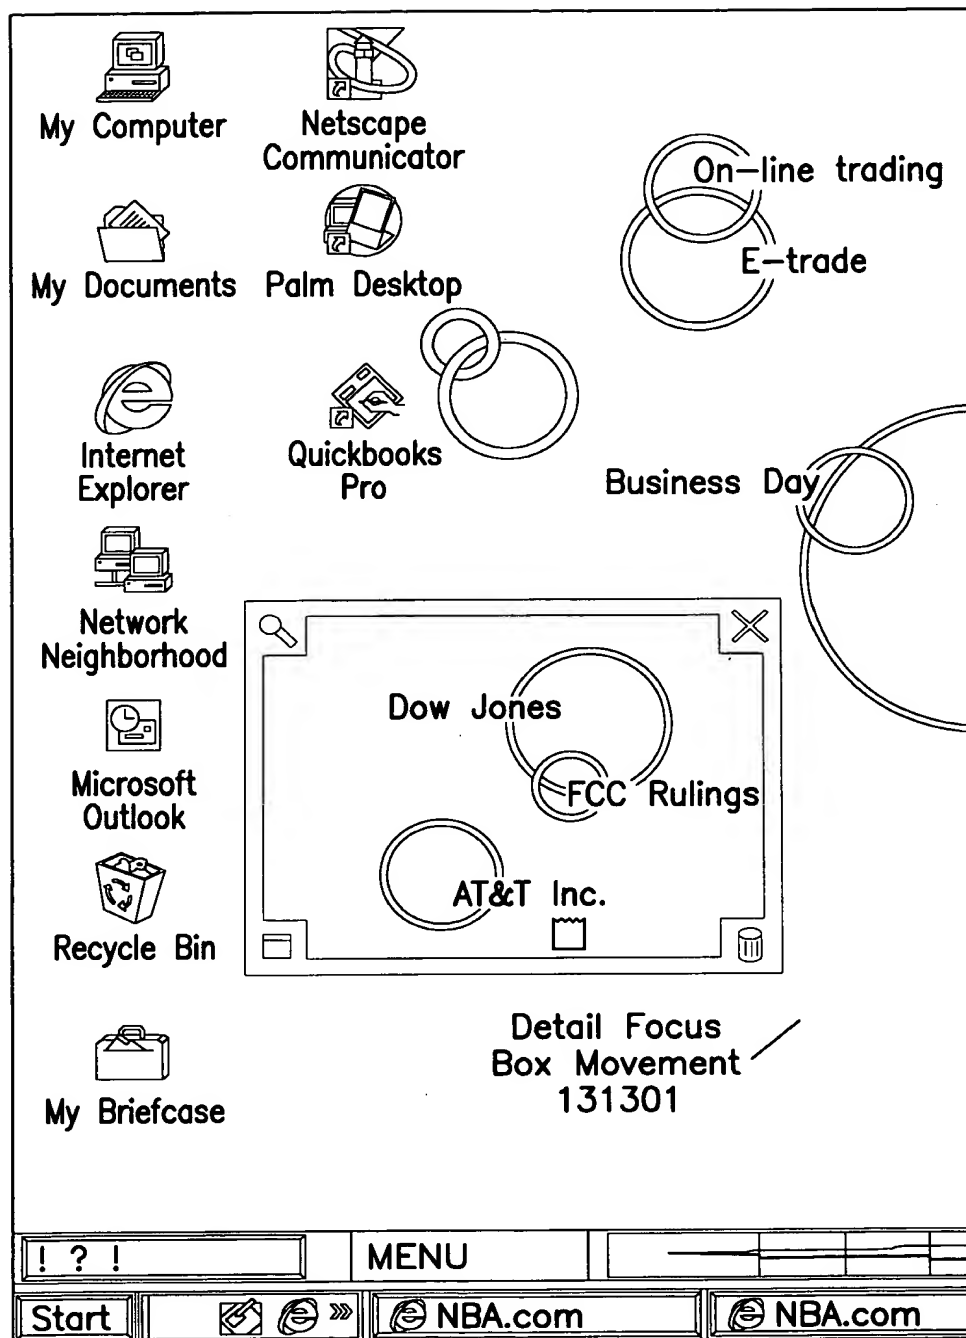 My Computer
Netscape
Communicator
On-line trading
E-trade
My Documents
Palm Desktop
Internet
Explorer
Quickbooks
Pro
Business Day
Network
Neighborhood
Dow Jones
FCC Rulings
Microsoft
Outlook
AT&T Inc.
Recycle Bin
Detail Focus
Box Movement
131301
My Briefcase
! ? !
MENU
Start
»
NBA.com
NBA.com